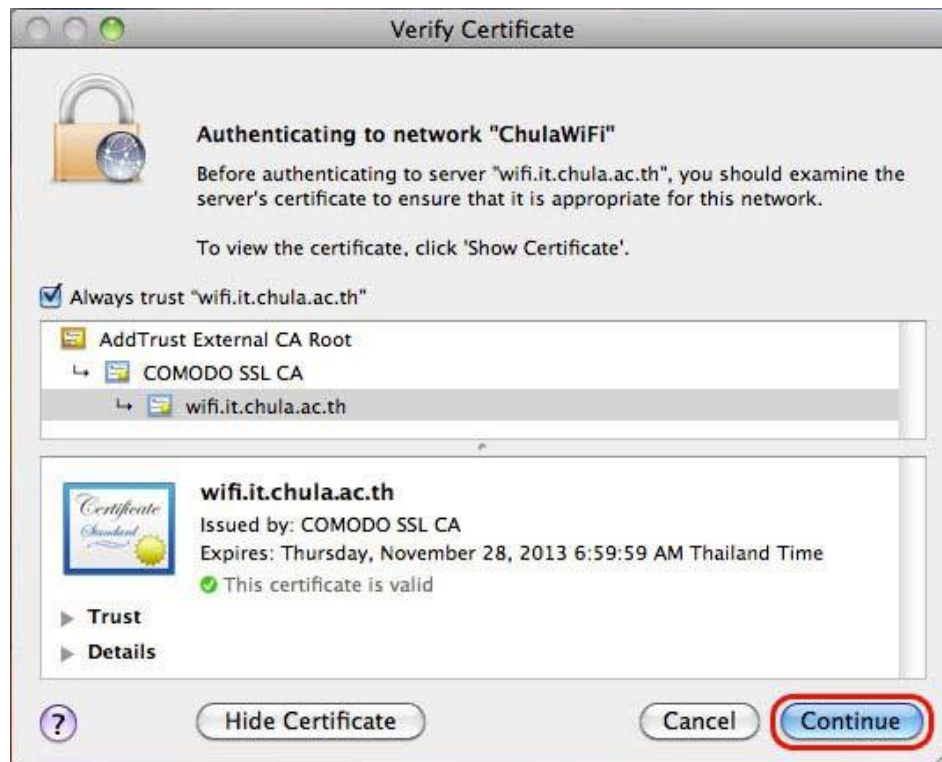 Verify Certificate
Authenticating to network "ChulaWiFi"
Before authenticating to server "wifi.it.chula.ac.th", you should examine the
server's certificate to ensure that it is appropriate for this network.
To view the certificate, click 'Show Certificate'.
Always trust "wifi.it.chula.ac.th"
AddTrust External CA Root
COMODO SSL CA
wifi.it.chula.ac.th
Certificate
Standard
wifi.it.chula.ac.th
Issued by: COMODO SSL CA
Expires: Thursday, November 28, 2013 6:59:59 AM Thailand Time
This certificate is valid
Trust
Details
?
Hide Certificate
Cancel
Continue